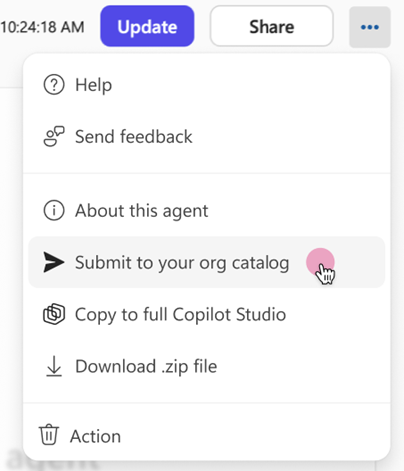 10:24:18 AM Update Share
Help
Send feedback
About this agent
Submit to your org catalog
Copy to full Copilot Studio
Download .zip file
Action
agent